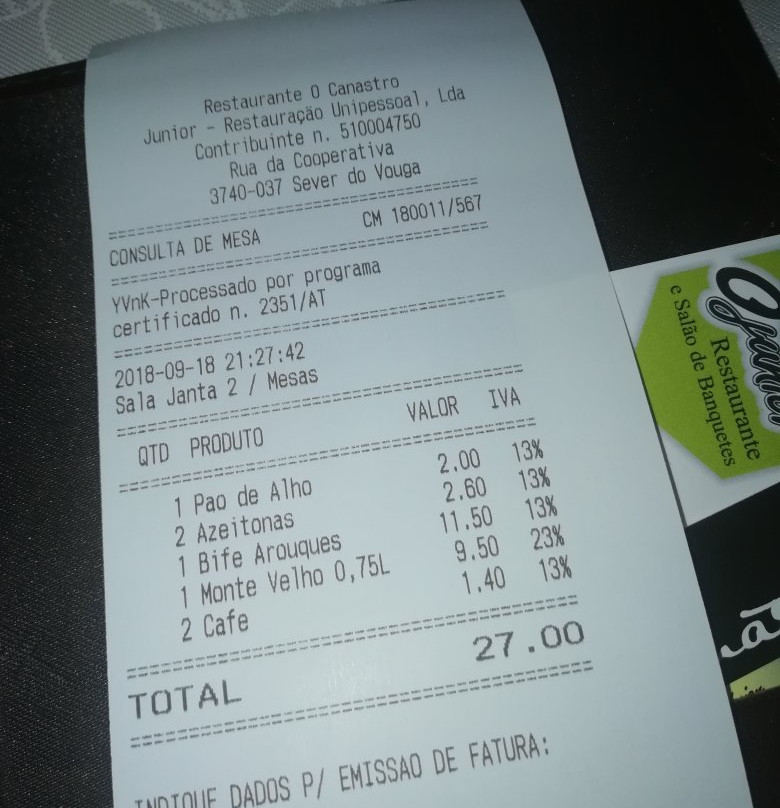 Restaurante O Canastro
Junior - Restauração Unipessoal, Lda
Contribuinte n. 510004750
Rua da Cooperativa
3740-037 Sever do Vouga
CONSULTA DE MESA CM 180011/567
YVnK-Processado por programa
certificado n. 2351/AT
2018-09-18 21:27:42
Sala Janta 2 / Mesas
QTD PRODUTO VALOR IVA
1 Pao de Alho 2.00 13%
2 Azeitonas 2.60 13%
1 Bife Arouques 11.50 13%
1 Monte Velho 0,75L 9.50 23%
2 Cafe 1.40 13%
TOTAL 27.00
INDIQUE DADOS P/ EMISSAO DE FATURA:
Restaurante
e Salão de Banquetes